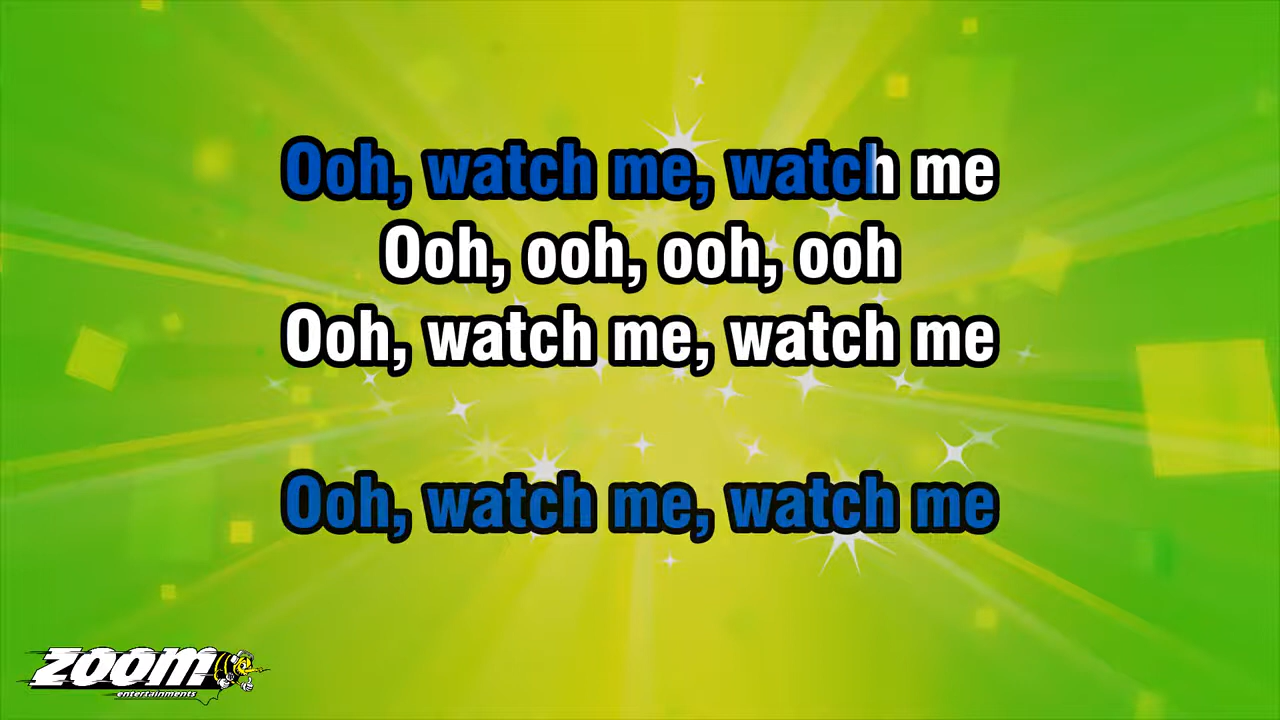 Ooh, watch me, watch me
Ooh, ooh, ooh, ooh
Ooh, watch me, watch me
Ooh, watch me, watch me
zoom
entertainments